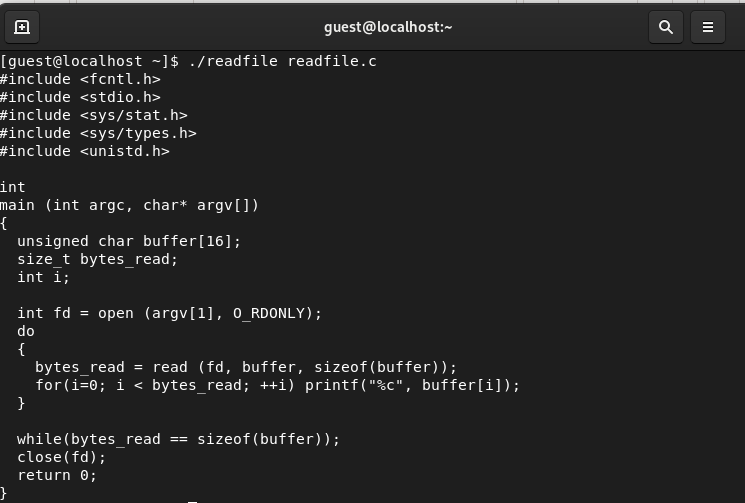 guest@localhost:~
[guest@localhost ~]$ ./readfile readfile.c
#include <fcntl.h>
#include <stdio.h>
#include <sys/stat.h>
#include <sys/types.h>
#include <unistd.h>

int
main (int argc, char* argv[])
{
  unsigned char buffer[16];
  size_t bytes_read;
  int i;

  int fd = open (argv[1], O_RDONLY);
  do
  {
    bytes_read = read (fd, buffer, sizeof(buffer));
    for(i=0; i < bytes_read; ++i) printf("%c", buffer[i]);
  }

  while(bytes_read == sizeof(buffer));
  close(fd);
  return 0;
}